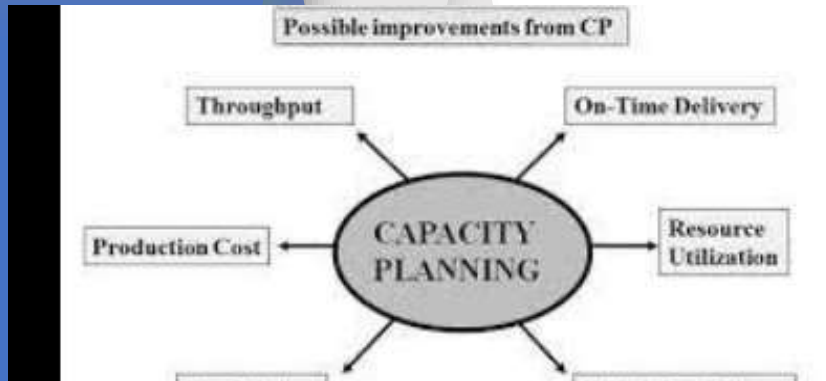 Possible improvements from CP
Throughput
On-Time Delivery
CAPACITY
PLANNING
Production Cost
Resource
Utilization